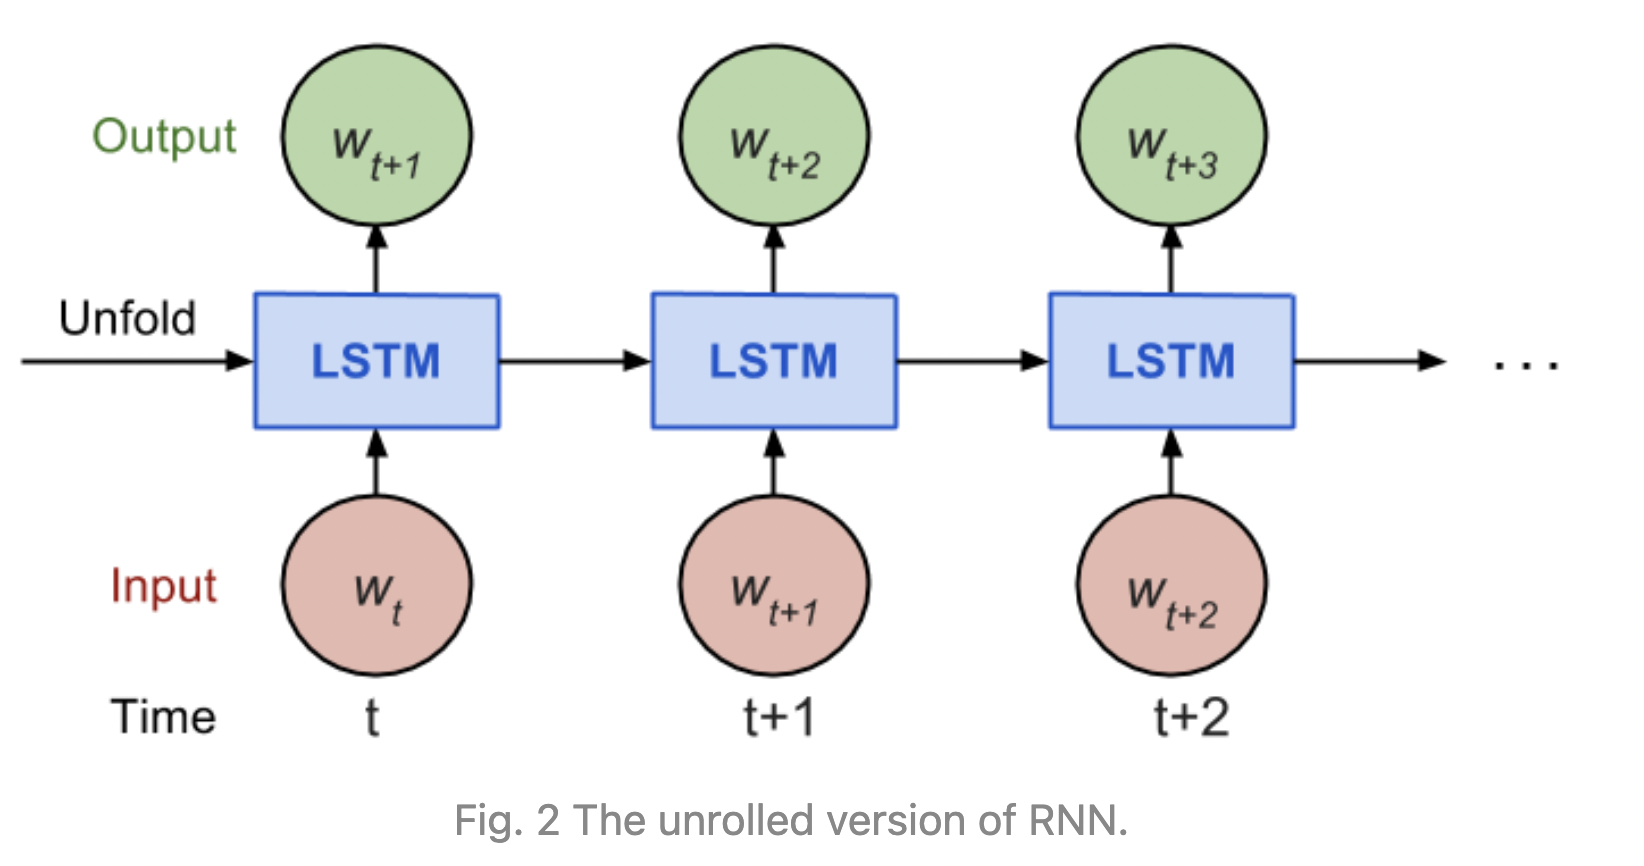 Output w_{t+1} w_{t+2} w_{t+3}
Unfold
LSTM LSTM LSTM ...
Input w_t w_{t+1} w_{t+2}
Time t t+1 t+2
Fig. 2 The unrolled version of RNN.